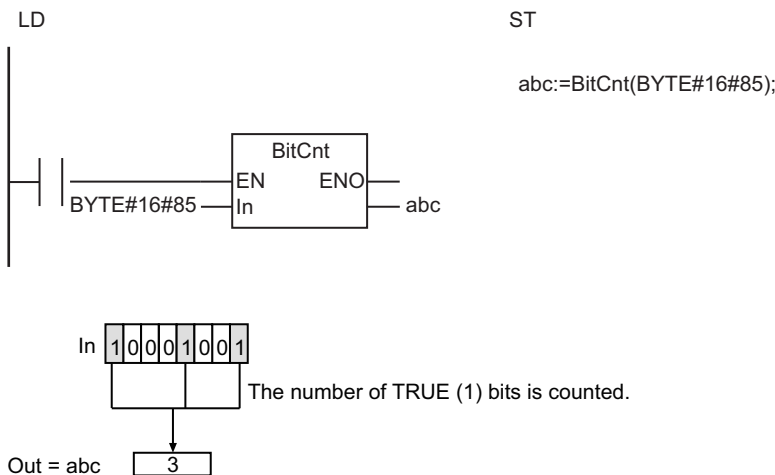 LD
ST
abc:=BitCnt(BYTE#16#85);
BitCnt
EN ENO
BYTE#16#85 In abc
In 1 0 0 0 1 0 0 1
The number of TRUE (1) bits is counted.
Out = abc 3